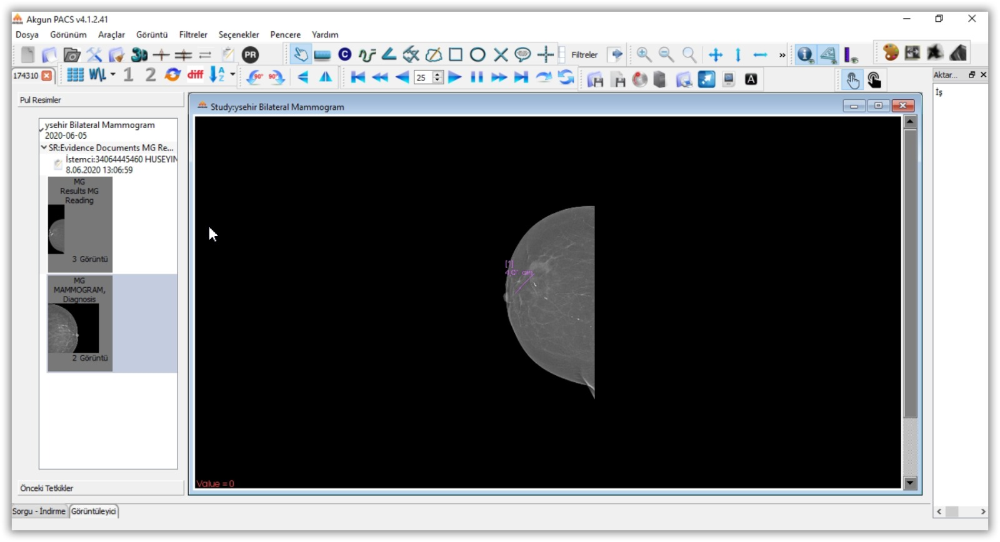 Akgun PACS v4.1.2.41
Dosya Görünüm Araçlar Görüntü Filtreler Seçenekler Pencere Yardım
3D PR C Filtreler »
174310 W\L 1 2 diff A Z 90° 90° 25 A
Aktar...
İş
Pul Resimler
Study:ysehir Bilateral Mammogram
ysehir Bilateral Mammogram
2020-06-05
SR:Evidence Documents MG Re...
İstemci:34064445460 HUSEYIN
8.06.2020 13:06:59
MG
Results MG
Reading
3 Görüntü
MG
MAMMOGRAM,
Diagnosis
2 Görüntü
[1]
cm
Value = 0
Önceki Tetkikler
Sorgu - İndirme Görüntüleyici